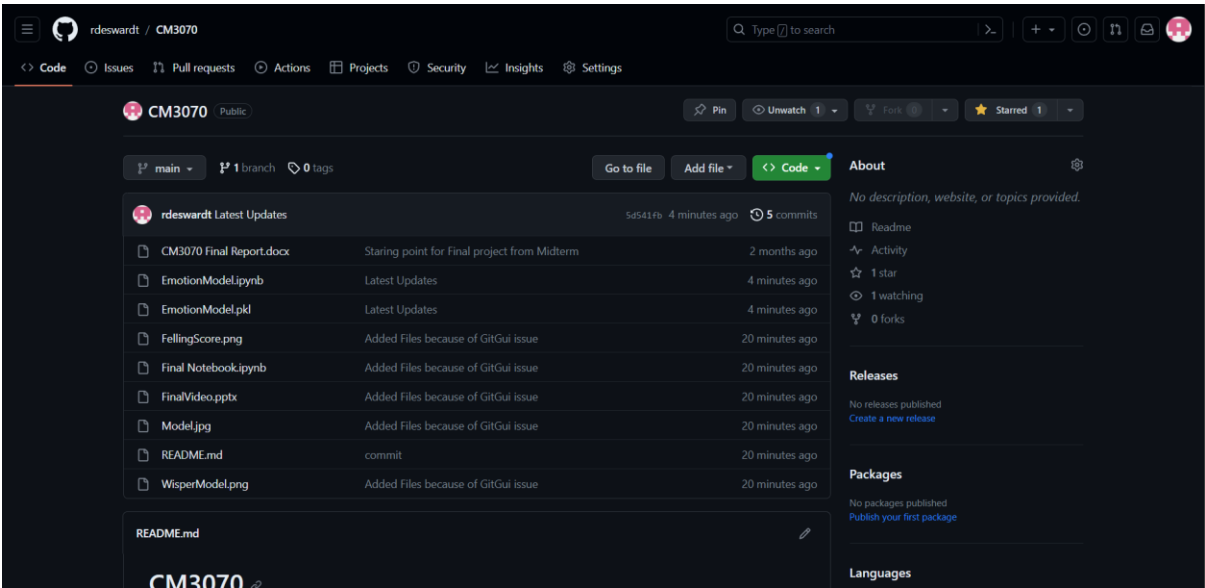 rdeswardt / CM3070
Type / to search
Code Issues Pull requests Actions Projects Security Insights Settings
CM3070 Public
Pin Unwatch 1 Fork 0 Starred 1
main 1 branch 0 tags Go to file Add file Code
rdeswardt Latest Updates 5d541fb 4 minutes ago 5 commits
CM3070 Final Report.docx Staring point for Final project from Midterm 2 months ago
EmotionModel.ipynb Latest Updates 4 minutes ago
EmotionModel.pkl Latest Updates 4 minutes ago
FellingScore.png Added Files because of GitGui issue 20 minutes ago
Final Notebook.ipynb Added Files because of GitGui issue 20 minutes ago
FinalVideo.pptx Added Files because of GitGui issue 20 minutes ago
Model.jpg Added Files because of GitGui issue 20 minutes ago
README.md commit 20 minutes ago
WisperModel.png Added Files because of GitGui issue 20 minutes ago
README.md
CM3070
About
No description, website, or topics provided.
Readme
Activity
1 star
1 watching
0 forks
Releases
No releases published
Create a new release
Packages
No packages published
Publish your first package
Languages